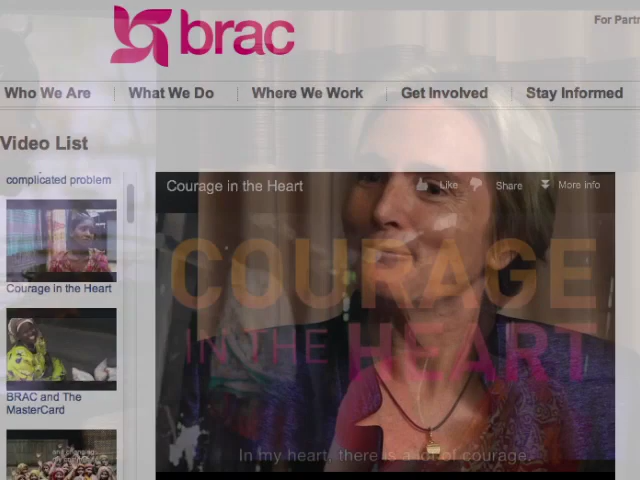 brac
For Partn
Who We Are
What We Do
Where We Work
Get Involved
Stay Informed
Video List
complicated problem
Courage in the Heart
Like
Share
More info
COURAGE
IN THE HEART
In my heart, there is a lot of courage.
Courage in the Heart
BRAC and The
MasterCard